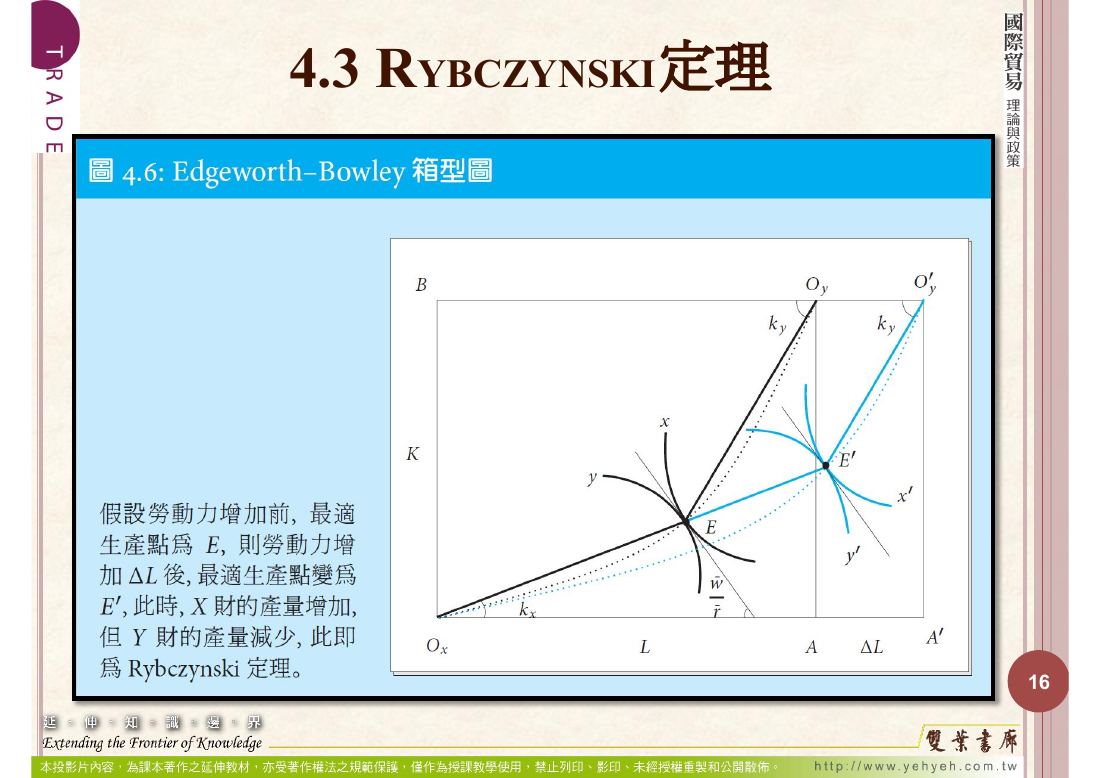 TRADE
4.3 RYBCZYNSKI定理
國際貿易 理論與政策
圖 4.6: Edgeworth–Bowley 箱型圖
B
O_y
O′_y
k_y
k_y
x
K
y
E′
x′
E
y′
w̄
r̄
k_x
O_x
L
A
ΔL
A′
假設勞動力增加前, 最適
生產點為 E, 則勞動力增
加 ΔL 後, 最適生產點變為
E′, 此時, X 財的產量增加,
但 Y 財的產量減少, 此即
為 Rybczynski 定理。
16
延・伸・知・識・邊・界
Extending the Frontier of Knowledge
雙葉書廊
本投影片內容，為課本著作之延伸教材，亦受著作權法之規範保護，僅作為授課教學使用，禁止列印、影印、未經授權重製和公開散佈。
http://www.yehyeh.com.tw